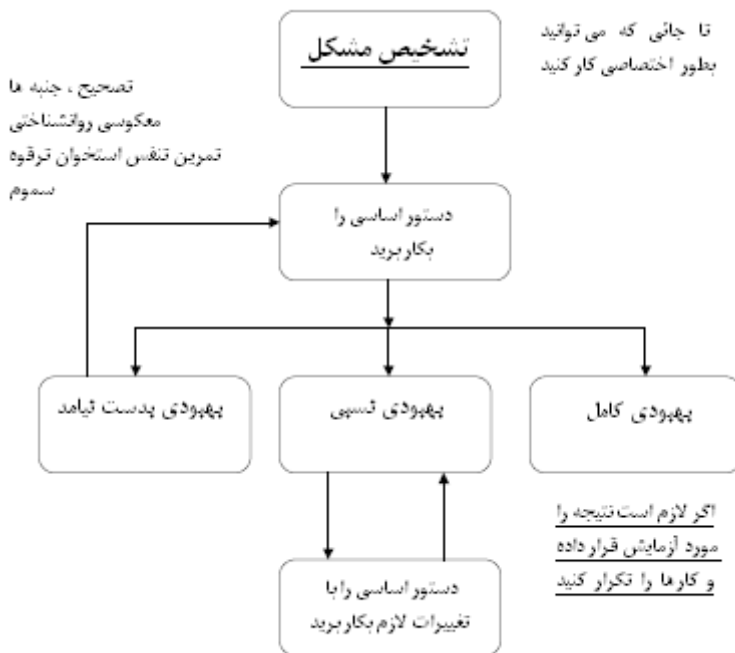 تشخیص مشکل
تا جائی که می توانید
بطور اختصاصی کار کنید
تصحیح ، جنبه ها
معکوسی روانشناختی
تمرین تنفس استخوان ترقوه
سموم
دستور اساسی را
بکار برید
بهبودی کامل
بهبودی نسبی
بهبودی بدست نیامد
اگر لازم است نتیجه را
مورد آزمایش قرار داده
و کارها را تکرار کنید
دستور اساسی را با
تغییرات لازم بکار برید